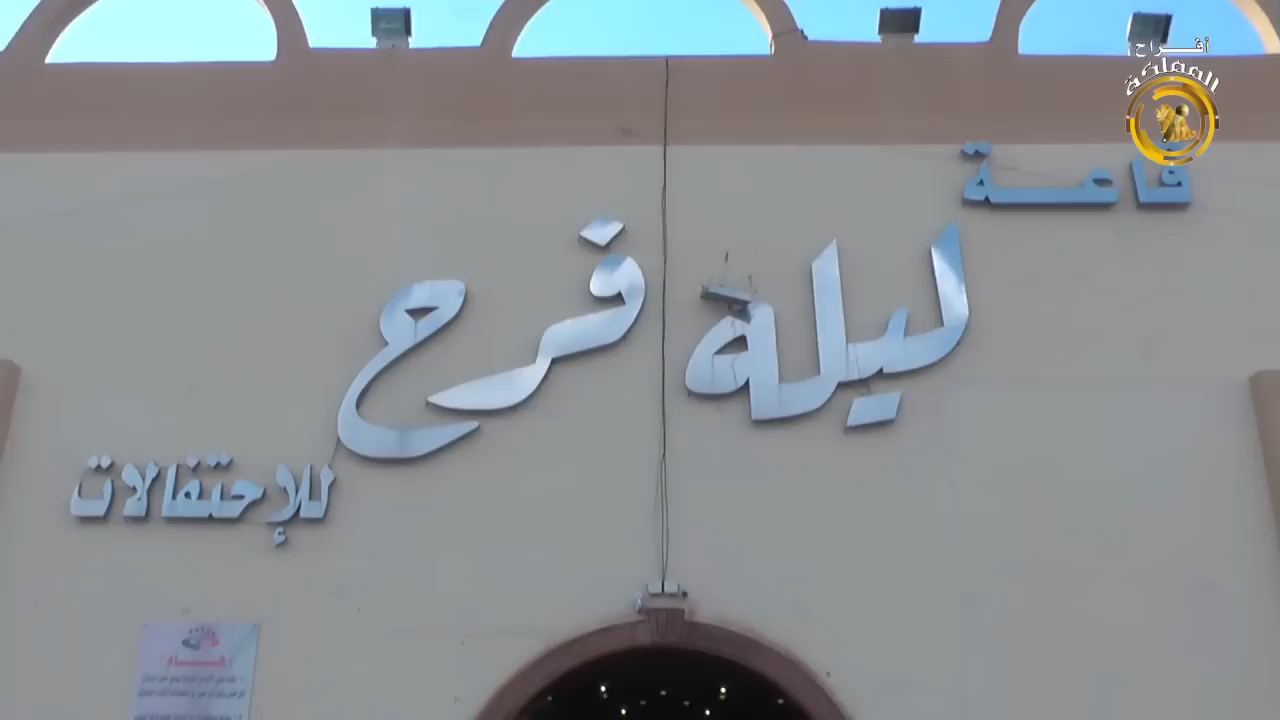 أفراح
المملكة
قاعة
ليلة فرح
للإحتفالات